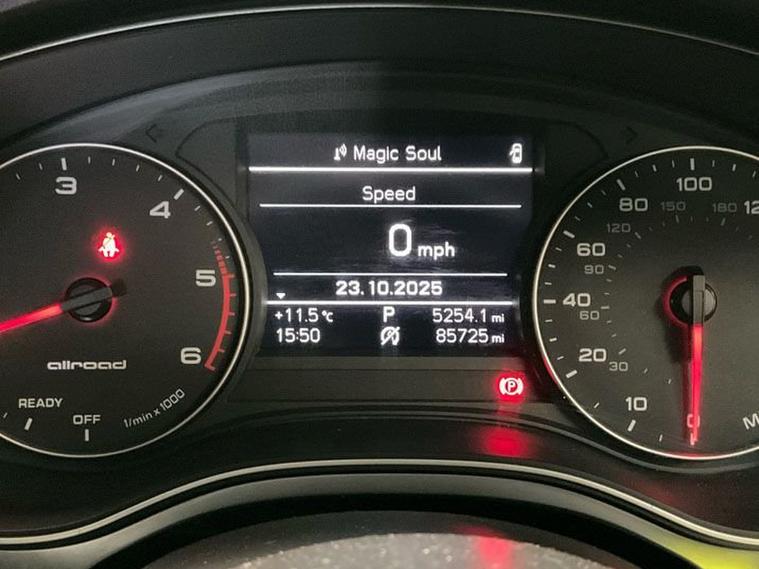 Magic Soul
Speed
0 mph
23.10.2025
+11.5 °C P 5254.1 mi
15:50 85725 mi
3
4
5
6
allroad
READY
OFF
1/min x 1000
P
100
80
150
180
120
60
90
40
60
20
30
10
0